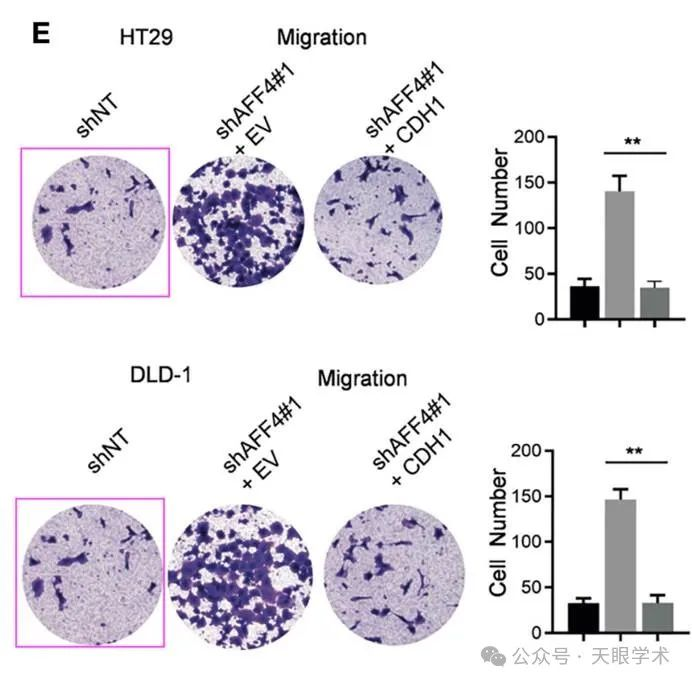 E
HT29
Migration
shNT
shAFF4#1
+ EV
shAFF4#1
+ CDH1
Cell Number
200
150
100
50
0
**
DLD-1
Migration
shNT
shAFF4#1
+ EV
shAFF4#1
+ CDH1
Cell Number
200
150
100
50
0
**
公众号 · 天眼学术